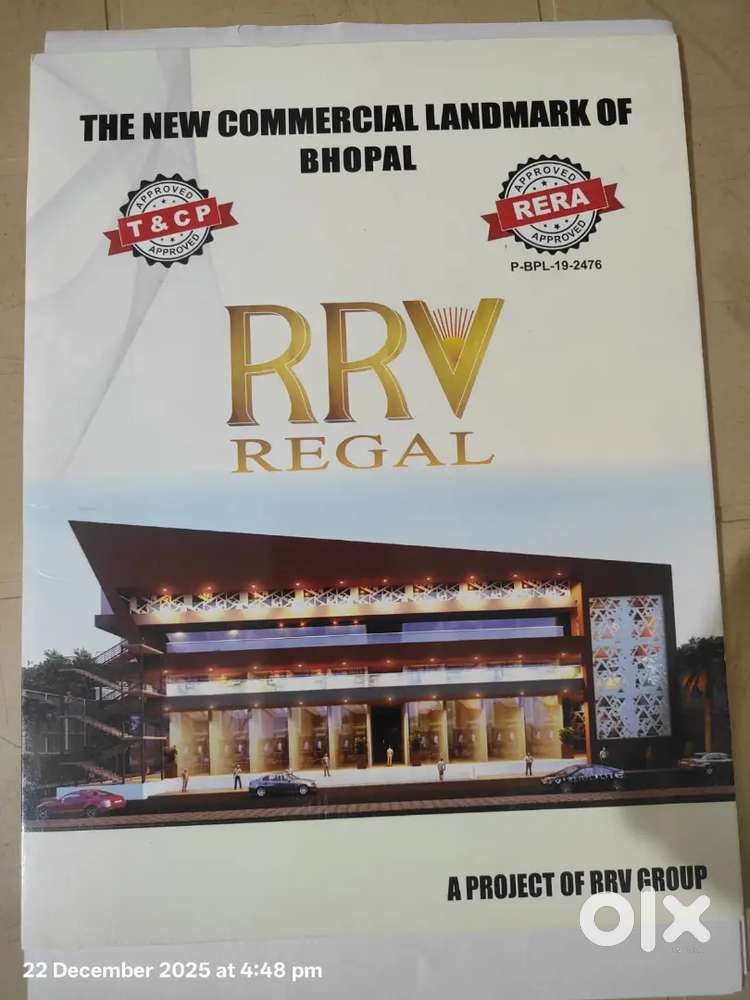 THE NEW COMMERCIAL LANDMARK OF
BHOPAL
APPROVED
T & C P
APPROVED
APPROVED
RERA
APPROVED
P-BPL-19-2476
RRV
REGAL
A PROJECT OF RRV GROUP
olx
22 December 2025 at 4:48 pm